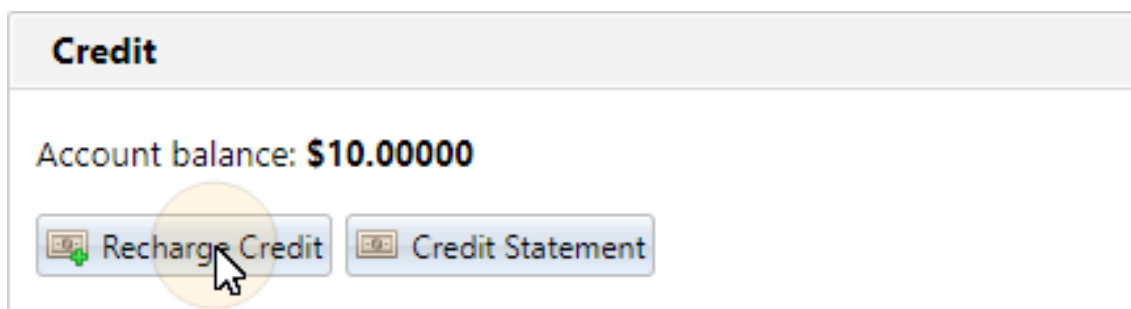 Credit
Account balance: $10.00000
Recharge Credit Credit Statement